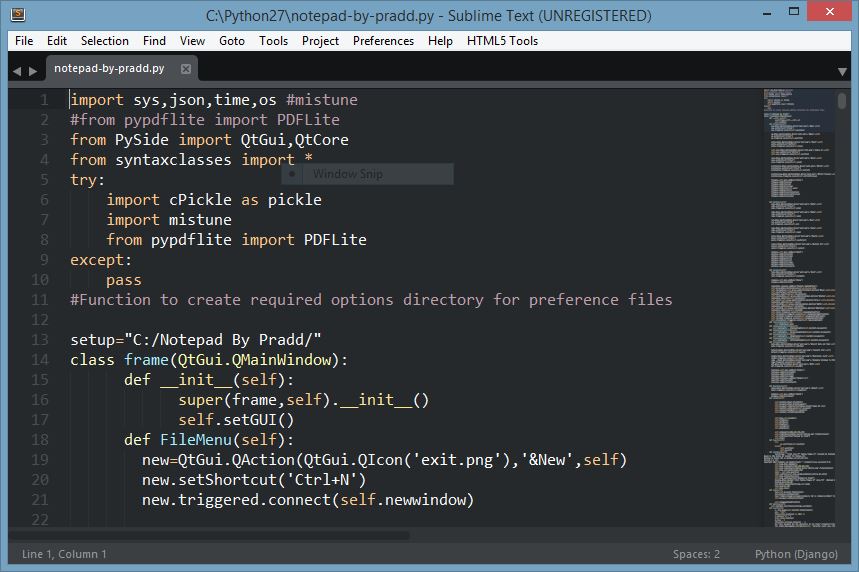 C:\Python27\notepad-by-pradd.py - Sublime Text (UNREGISTERED)
File Edit Selection Find View Goto Tools Project Preferences Help HTML5 Tools
notepad-by-pradd.py
1 import sys,json,time,os #mistune
2 #from pypdflite import PDFLite
3 from PySide import QtGui,QtCore
4 from syntaxclasses import *
Window Snip
5 try:
6     import cPickle as pickle
7     import mistune
8     from pypdflite import PDFLite
9 except:
10     pass
11 #Function to create required options directory for preference files
12
13 setup="C:/Notepad By Pradd/"
14 class frame(QtGui.QMainWindow):
15       def __init__(self):
16             super(frame,self).__init__()
17             self.setGUI()
18       def FileMenu(self):
19         new=QtGui.QAction(QtGui.QIcon('exit.png'),'&New',self)
20         new.setShortcut('Ctrl+N')
21         new.triggered.connect(self.newwindow)
22
Line 1, Column 1 Spaces: 2 Python (Django)